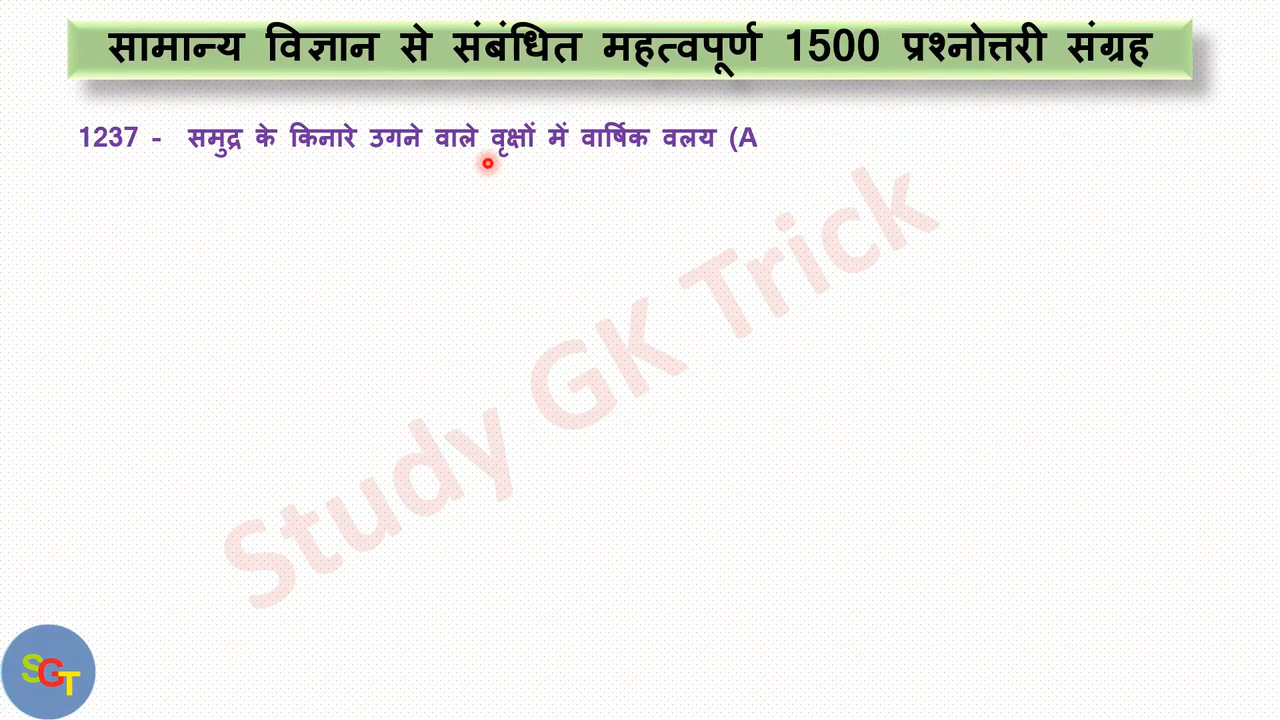 सामान्य विज्ञान से संबंधित महत्वपूर्ण 1500 प्रश्नोत्तरी संग्रह
1237 - समुद्र के किनारे उगने वाले वृक्षों में वार्षिक वलय (A
Study GK Trick
SGT